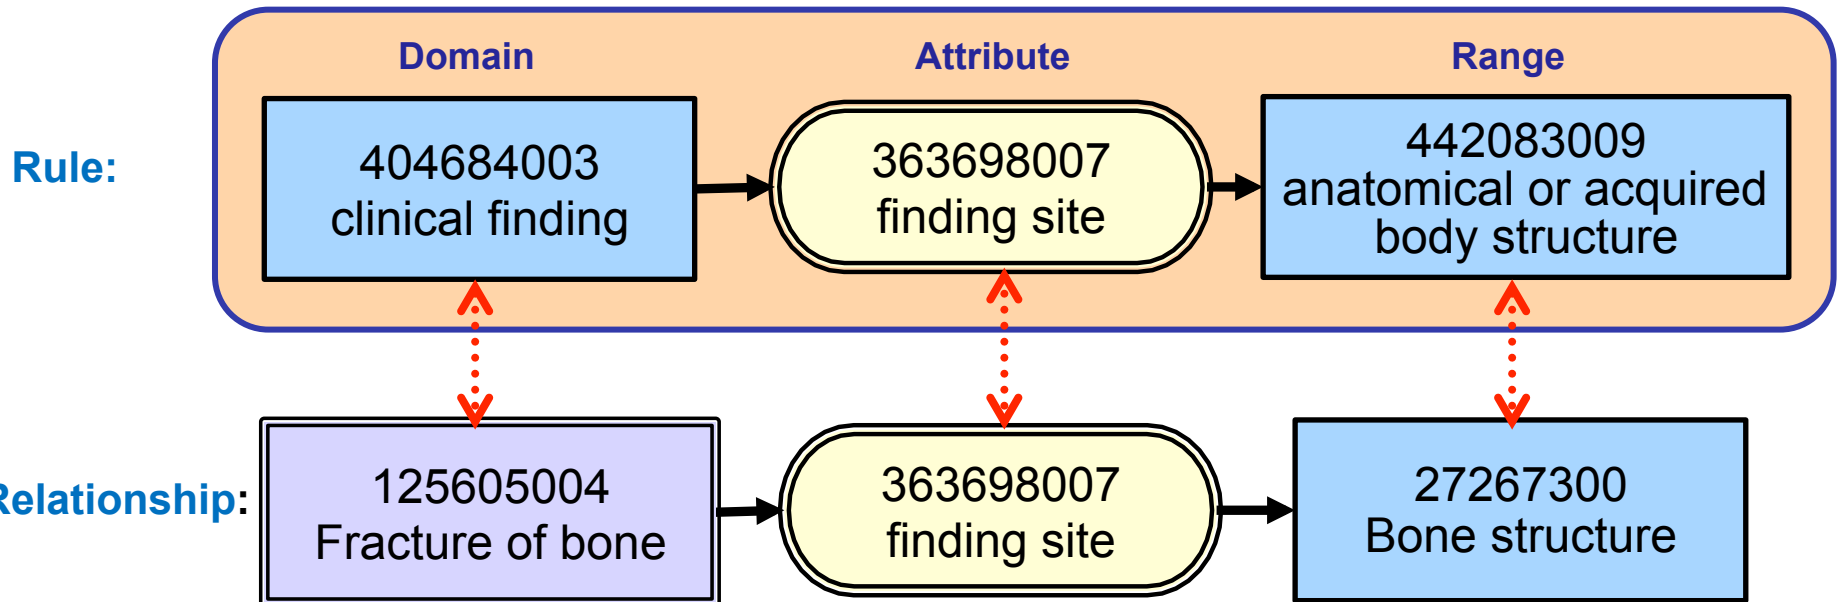 Domain
Attribute
Range
Rule:
404684003
clinical finding
363698007
finding site
442083009
anatomical or acquired
body structure
Relationship:
125605004
Fracture of bone
363698007
finding site
27267300
Bone structure